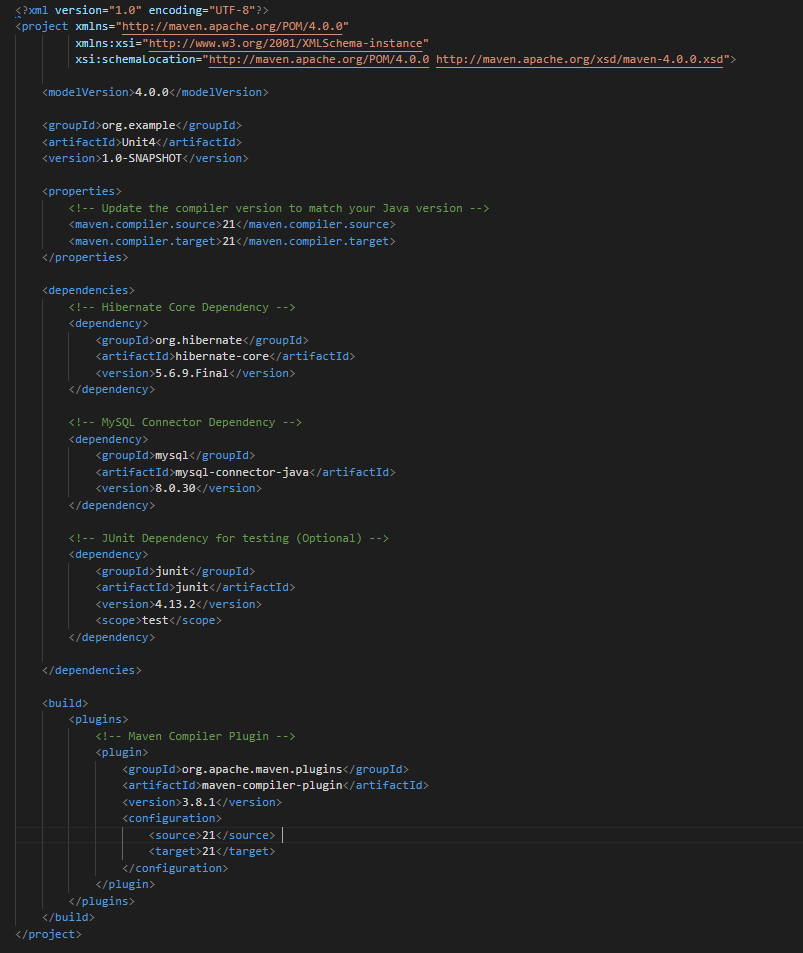 <?xml version="1.0" encoding="UTF-8"?>
<project xmlns="http://maven.apache.org/POM/4.0.0"
         xmlns:xsi="http://www.w3.org/2001/XMLSchema-instance"
         xsi:schemaLocation="http://maven.apache.org/POM/4.0.0 http://maven.apache.org/xsd/maven-4.0.0.xsd">

    <modelVersion>4.0.0</modelVersion>

    <groupId>org.example</groupId>
    <artifactId>Unit4</artifactId>
    <version>1.0-SNAPSHOT</version>

    <properties>
        <!-- Update the compiler version to match your Java version -->
        <maven.compiler.source>21</maven.compiler.source>
        <maven.compiler.target>21</maven.compiler.target>
    </properties>

    <dependencies>
        <!-- Hibernate Core Dependency -->
        <dependency>
            <groupId>org.hibernate</groupId>
            <artifactId>hibernate-core</artifactId>
            <version>5.6.9.Final</version>
        </dependency>

        <!-- MySQL Connector Dependency -->
        <dependency>
            <groupId>mysql</groupId>
            <artifactId>mysql-connector-java</artifactId>
            <version>8.0.30</version>
        </dependency>

        <!-- JUnit Dependency for testing (Optional) -->
        <dependency>
            <groupId>junit</groupId>
            <artifactId>junit</artifactId>
            <version>4.13.2</version>
            <scope>test</scope>
        </dependency>

    </dependencies>

    <build>
        <plugins>
            <!-- Maven Compiler Plugin -->
            <plugin>
                <groupId>org.apache.maven.plugins</groupId>
                <artifactId>maven-compiler-plugin</artifactId>
                <version>3.8.1</version>
                <configuration>
                    <source>21</source>
                    <target>21</target>
                </configuration>
            </plugin>
        </plugins>
    </build>
</project>